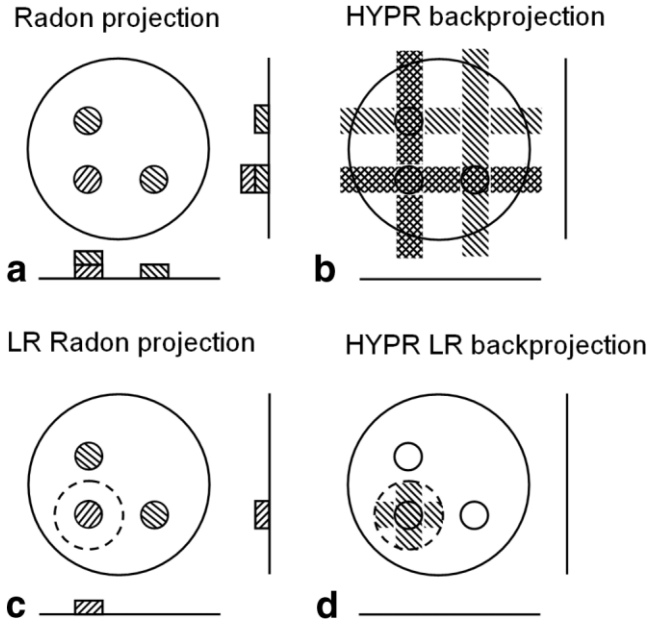 Radon projection
HYPR backprojection
a
b
LR Radon projection
HYPR LR backprojection
c
d